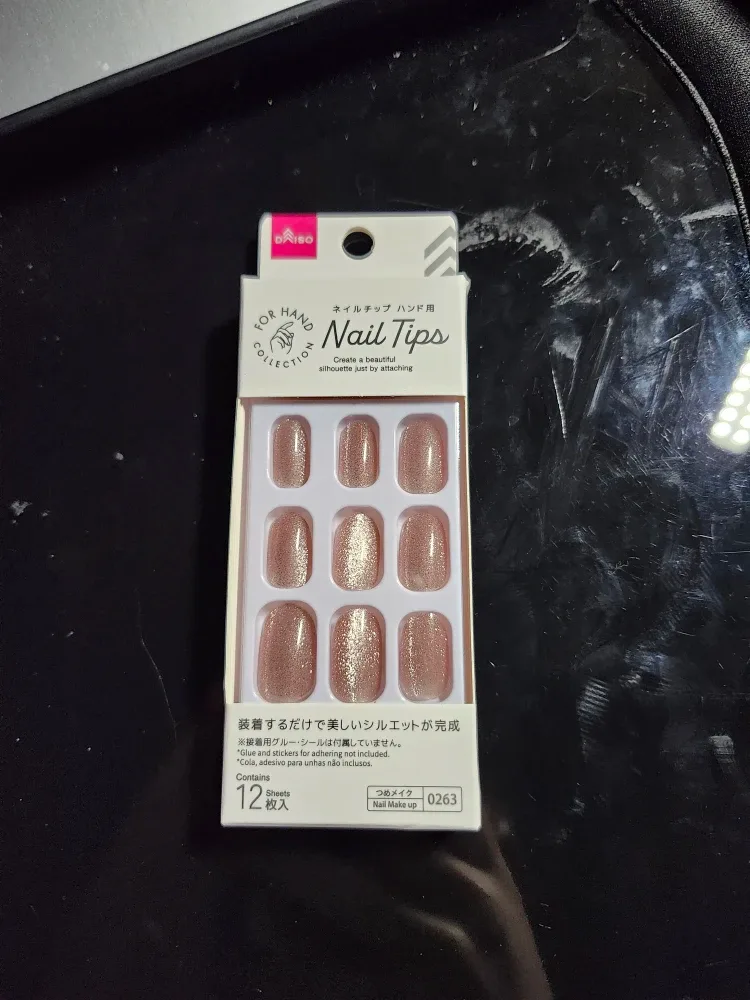 DAISO
FOR HAND COLLECTION
ネイルチップ ハンド用
Nail Tips
Create a beautiful
silhouette just by attaching
装着するだけで美しいシルエットが完成
※接着用グルー・シールは付属していません。
*Glue and stickers for adhering not included.
*Cola, adesivo para unhas não inclusos.
Contains
12 Sheets
枚入
つめメイク
Nail Make up
0263